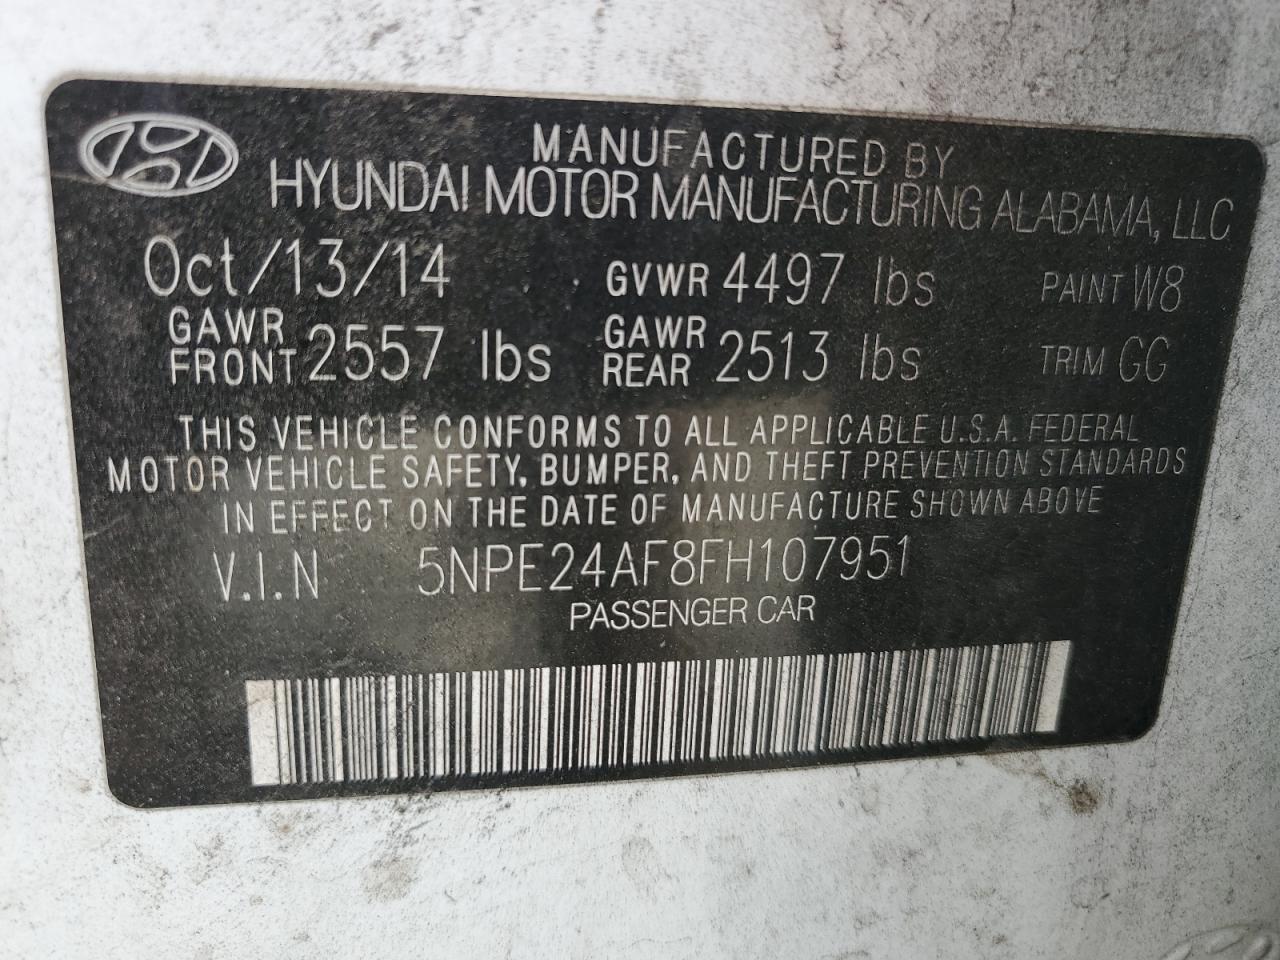 MANUFACTURED BY
HYUNDAI MOTOR MANUFACTURING ALABAMA, LLC
Oct/13/14 GVWR 4497 lbs PAINT W8
GAWR FRONT 2557 lbs GAWR REAR 2513 lbs TRIM GG
THIS VEHICLE CONFORMS TO ALL APPLICABLE U.S.A. FEDERAL
MOTOR VEHICLE SAFETY, BUMPER, AND THEFT PREVENTION STANDARDS
IN EFFECT ON THE DATE OF MANUFACTURE SHOWN ABOVE
V.I.N 5NPE24AF8FH107951
PASSENGER CAR